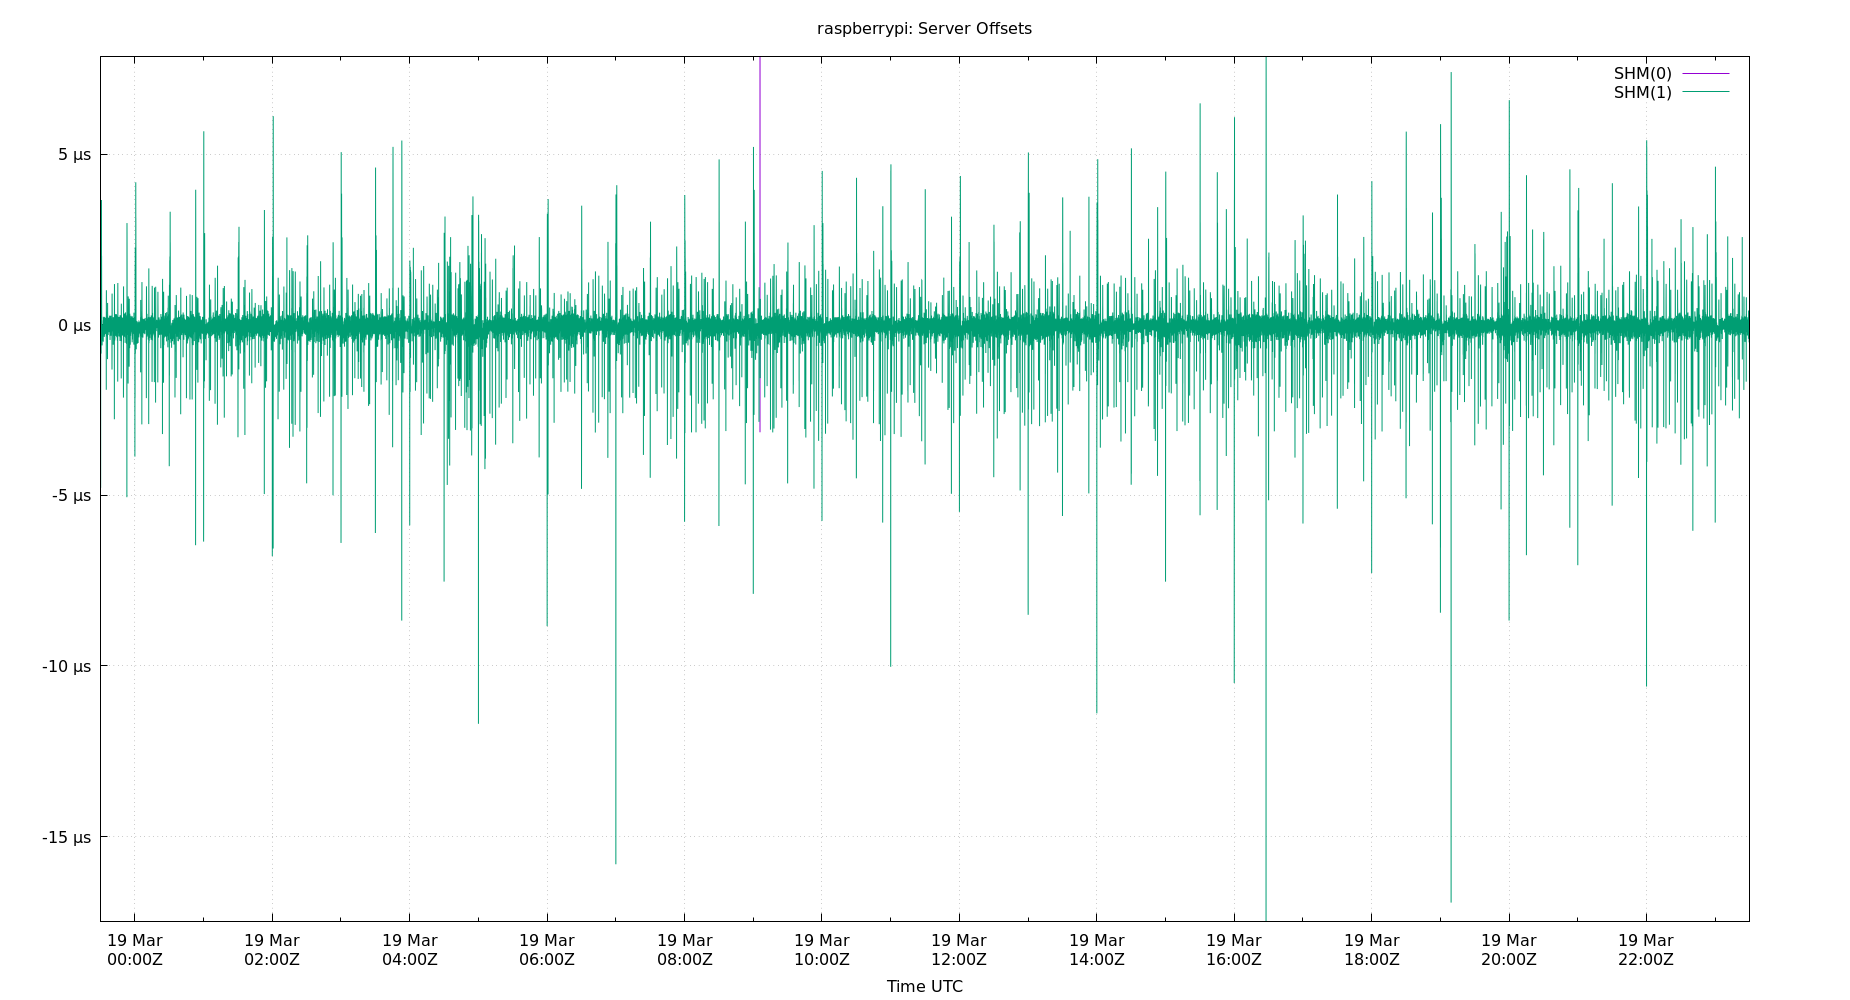 raspberrypi: Server Offsets
SHM(0)
SHM(1)
5 µs
0 µs
-5 µs
-10 µs
-15 µs
19 Mar 19 Mar 19 Mar 19 Mar 19 Mar 19 Mar 19 Mar 19 Mar 19 Mar 19 Mar 19 Mar 19 Mar
00:00Z 02:00Z 04:00Z 06:00Z 08:00Z 10:00Z 12:00Z 14:00Z 16:00Z 18:00Z 20:00Z 22:00Z
Time UTC